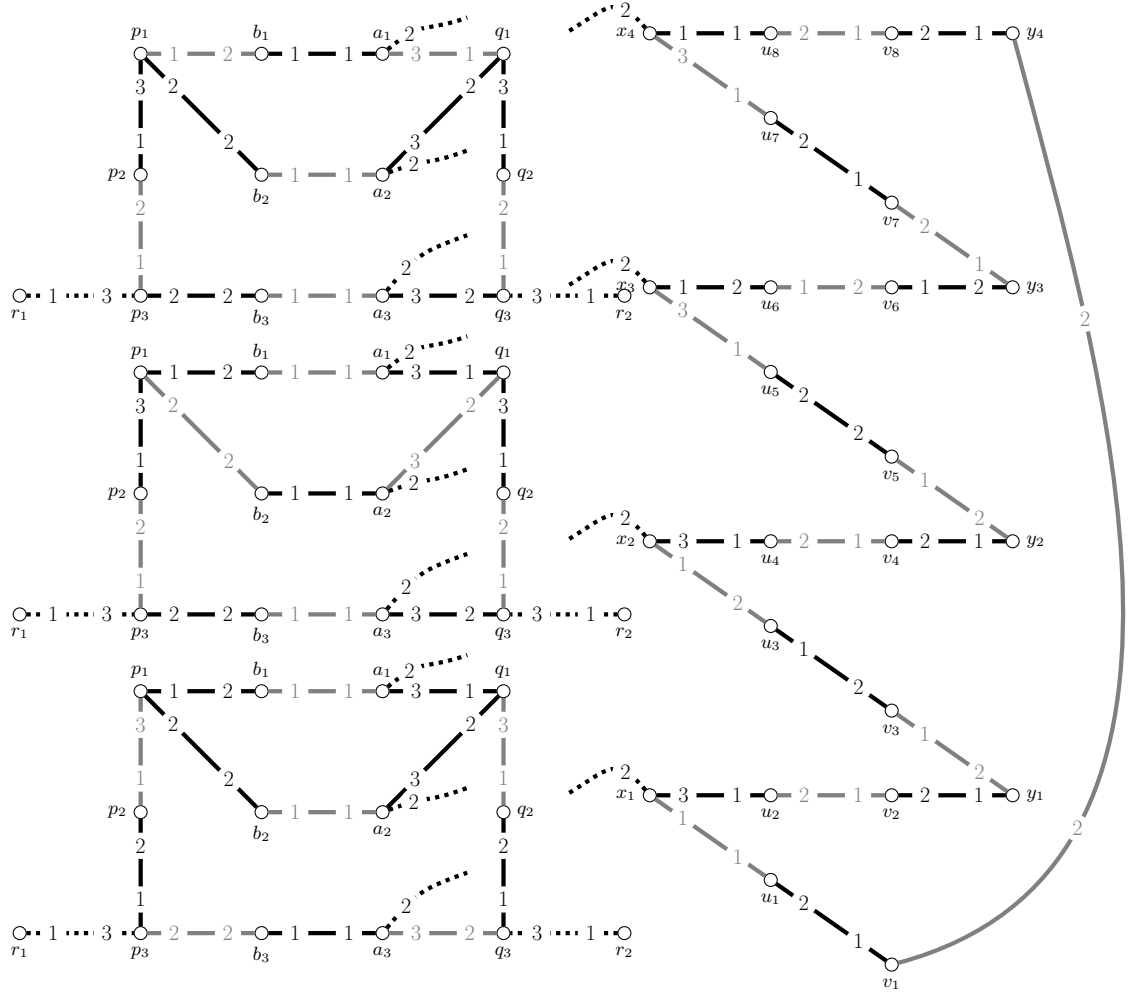 p₁ b₁ a₁ 2 q₁
1 2 1 1 3 1
3 2 2 3
1 2 3 2 1
p₂ 1 1 q₂
b₂ a₂
2 2
1 2 1
1 3 2 2 1 1 3 2 3 1
r₁ p₃ b₃ a₃ q₃ r₂
p₁ b₁ a₁ 2 q₁
1 2 1 1 3 1
3 2 2 3
1 2 3 2 1
p₂ 1 1 q₂
b₂ a₂
2 2
1 2 1
1 3 2 2 1 1 3 2 3 1
r₁ p₃ b₃ a₃ q₃ r₂
p₁ b₁ a₁ 2 q₁
1 2 1 1 3 1
3 2 2 3
1 2 3 2 1
p₂ 1 1 q₂
b₂ a₂
2 2
1 2 1
1 3 2 2 1 1 3 2 3 1
r₁ p₃ b₃ a₃ q₃ r₂
2
x₄ 1 1 2 1 2 1 y₄
3 u₈ v₈
1
u₇ 2
1
v₇ 2
1
2
x₃ 1 2 1 2 1 2 y₃
3 u₆ v₆ 2
1
u₅ 2
2
v₅ 1
2
2
x₂ 3 1 2 1 2 1 y₂
1 u₄ v₄
2
u₃ 1
2
v₃ 1
2
2
x₁ 3 1 2 1 2 1 y₁
1 u₂ v₂ 2
1
u₁ 2
1
v₁